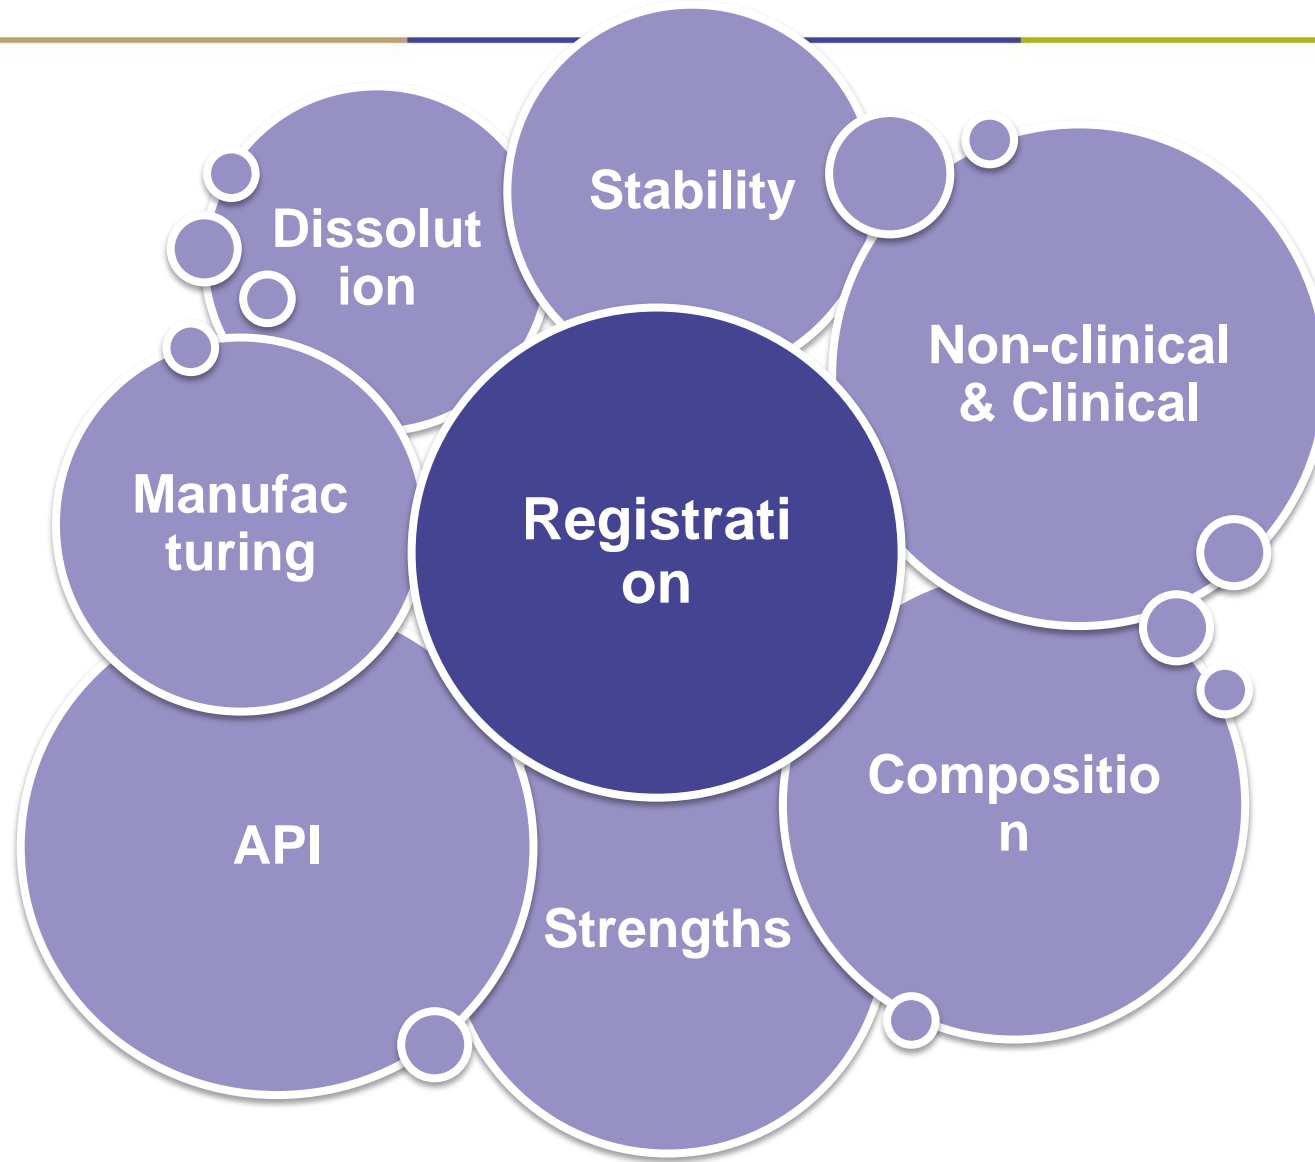 Stability
Dissolut
ion
Non-clinical
& Clinical
Manufac
turing
Registrati
on
Compositio
n
API
Strengths